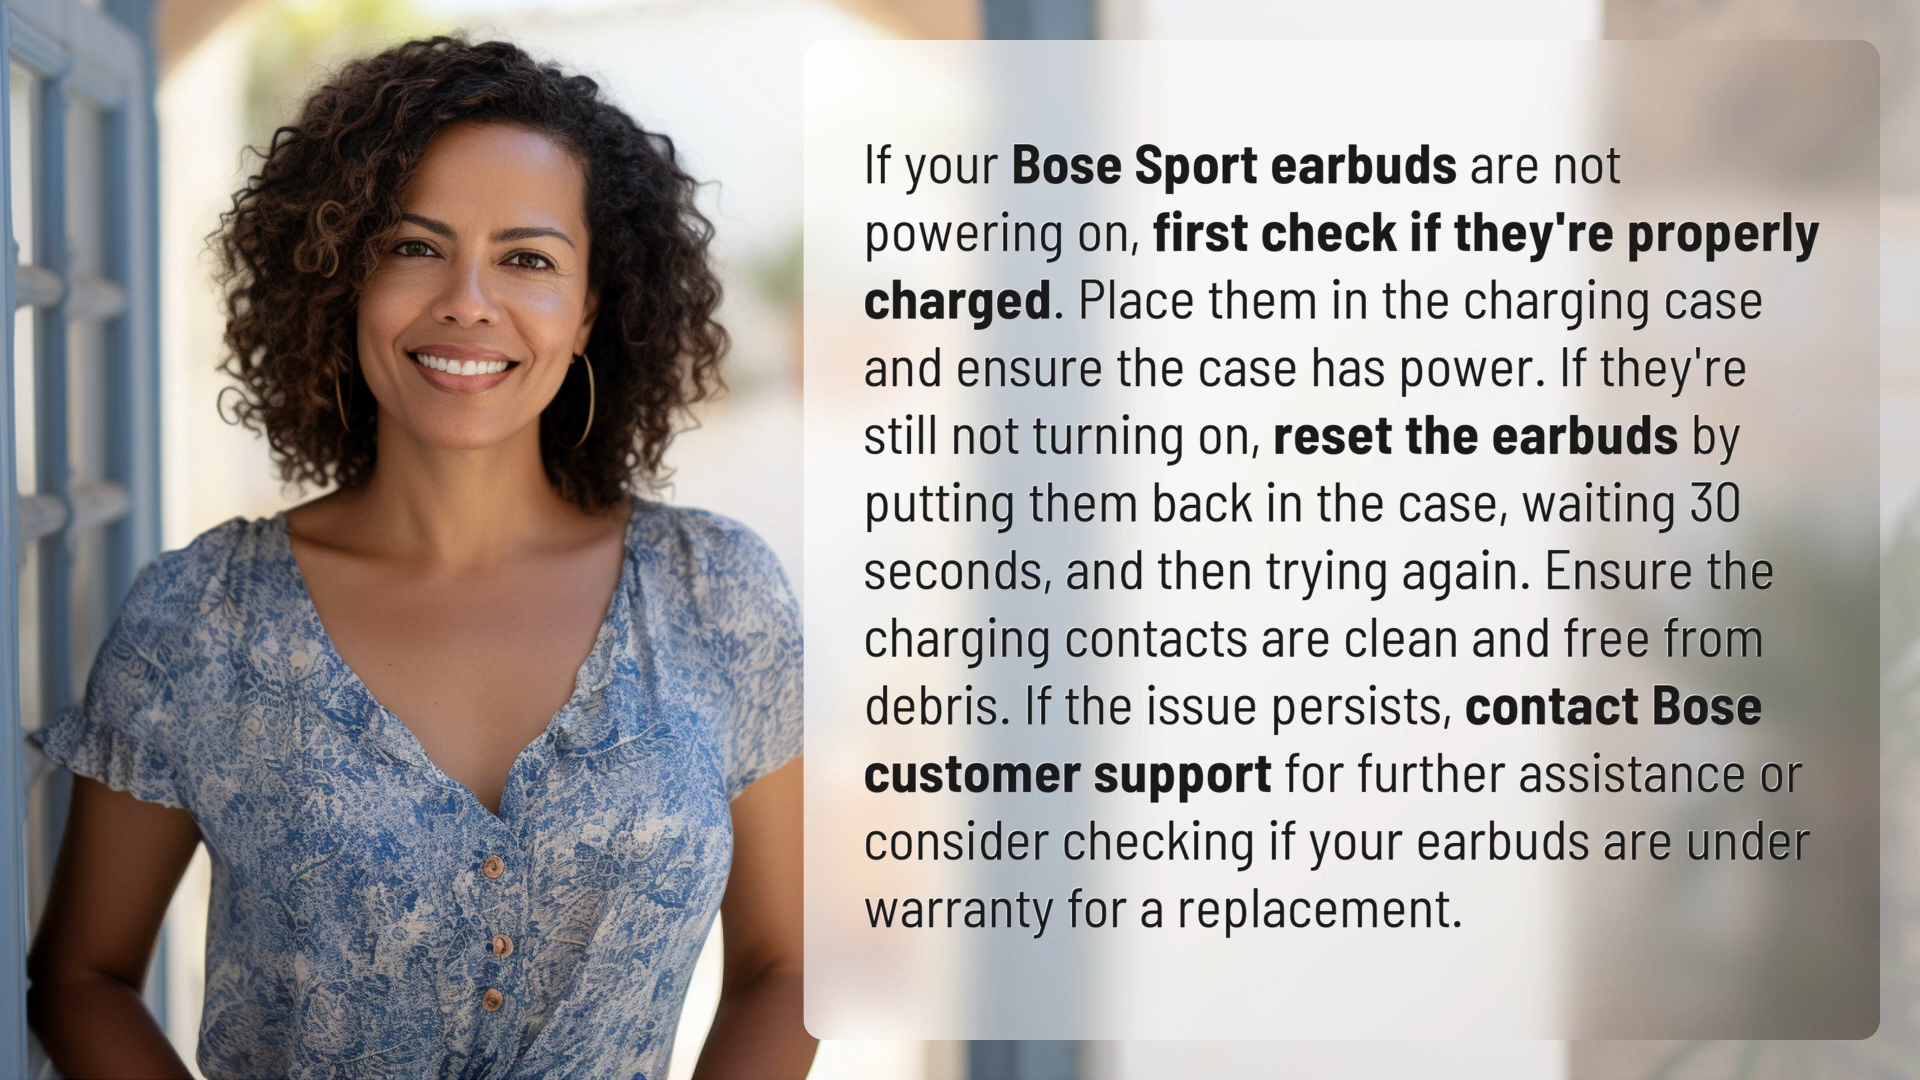 If your Bose Sport earbuds are not
powering on, first check if they're properly
charged. Place them in the charging case
and ensure the case has power. If they're
still not turning on, reset the earbuds by
putting them back in the case, waiting 30
seconds, and then trying again. Ensure the
charging contacts are clean and free from
debris. If the issue persists, contact Bose
customer support for further assistance or
consider checking if your earbuds are under
warranty for a replacement.